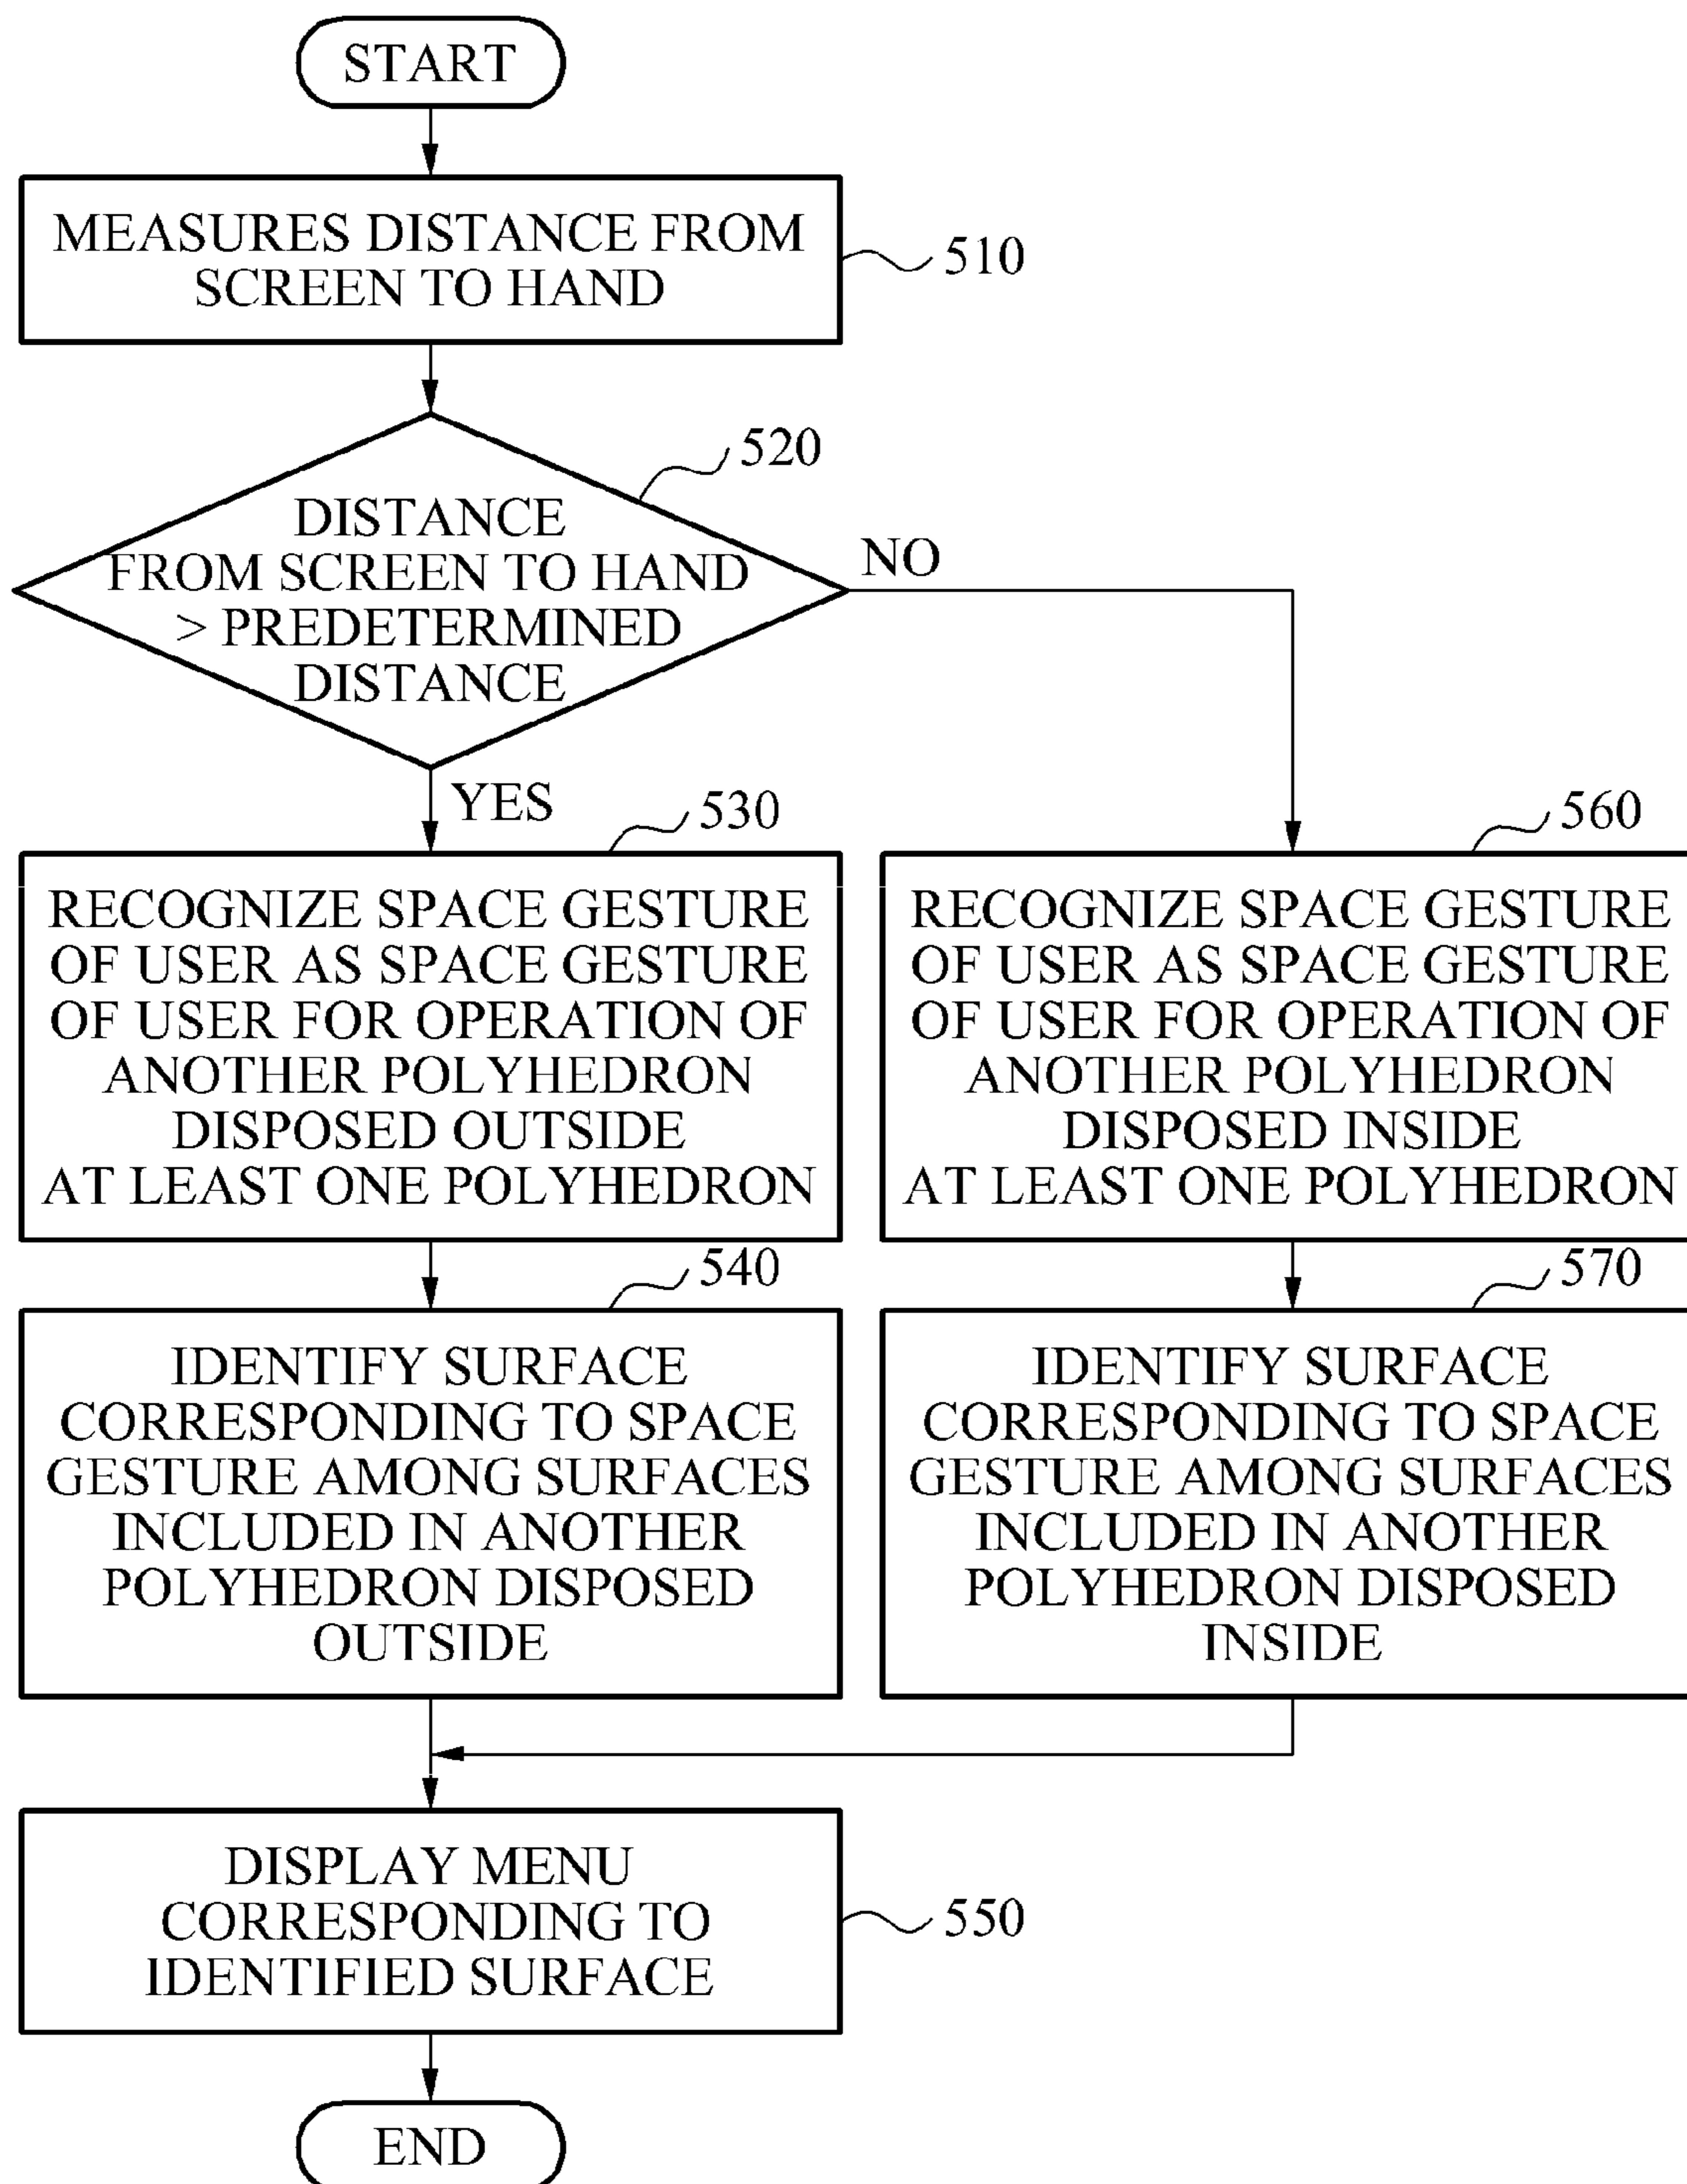 START
MEASURES DISTANCE FROM
SCREEN TO HAND
510
520
DISTANCE
FROM SCREEN TO HAND
> PREDETERMINED
DISTANCE
NO
YES
530
RECOGNIZE SPACE GESTURE
OF USER AS SPACE GESTURE
OF USER FOR OPERATION OF
ANOTHER POLYHEDRON
DISPOSED OUTSIDE
AT LEAST ONE POLYHEDRON
560
RECOGNIZE SPACE GESTURE
OF USER AS SPACE GESTURE
OF USER FOR OPERATION OF
ANOTHER POLYHEDRON
DISPOSED INSIDE
AT LEAST ONE POLYHEDRON
540
IDENTIFY SURFACE
CORRESPONDING TO SPACE
GESTURE AMONG SURFACES
INCLUDED IN ANOTHER
POLYHEDRON DISPOSED
OUTSIDE
570
IDENTIFY SURFACE
CORRESPONDING TO SPACE
GESTURE AMONG SURFACES
INCLUDED IN ANOTHER
POLYHEDRON DISPOSED
INSIDE
DISPLAY MENU
CORRESPONDING TO
IDENTIFIED SURFACE
550
END